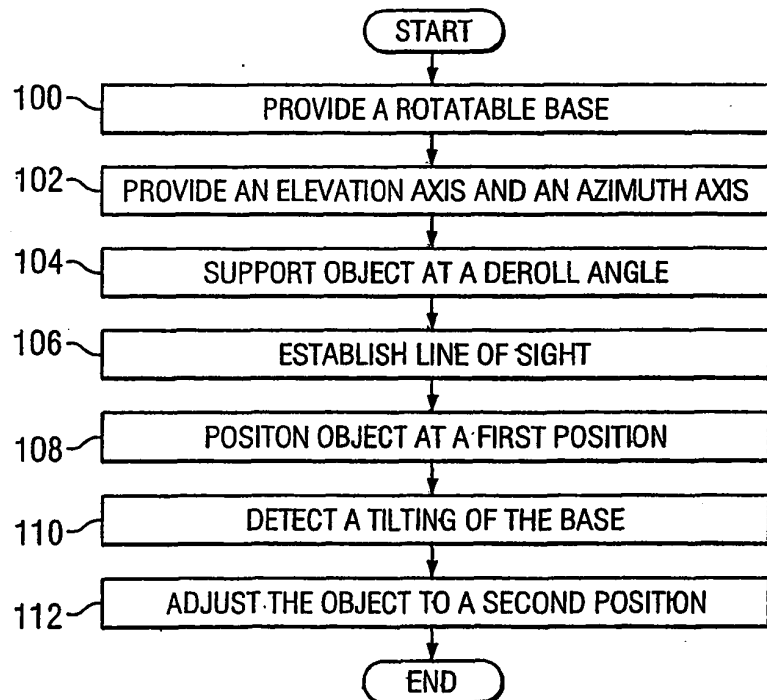 START
100 PROVIDE A ROTATABLE BASE
102 PROVIDE AN ELEVATION AXIS AND AN AZIMUTH AXIS
104 SUPPORT OBJECT AT A DEROLL ANGLE
106 ESTABLISH LINE OF SIGHT
108 POSITON OBJECT AT A FIRST POSITION
110 DETECT A TILTING OF THE BASE
112 ADJUST THE OBJECT TO A SECOND POSITION
END